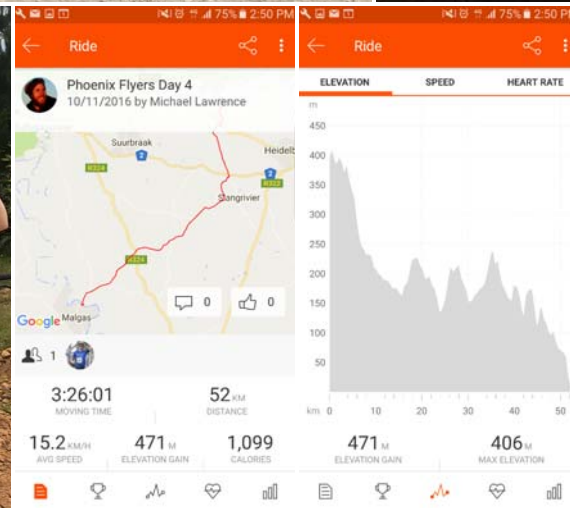 75% 2:50 PM
Ride
Phoenix Flyers Day 4
10/11/2016 by Michael Lawrence
Suurbraak
2
Heidelb
R324
2
R322
Slangrivier
R324
0
0
Google
Malgas
1
3:26:01
52 KM
MOVING TIME
DISTANCE
15.2 KM/H
471 M
1,099
AVG SPEED
ELEVATION GAIN
CALORIES
75% 2:50 PM
Ride
ELEVATION
SPEED
HEART RATE
m
450
400
350
300
250
200
150
100
50
km 0 10 20 30 40 50
471 M
406 M
ELEVATION GAIN
MAX ELEVATION